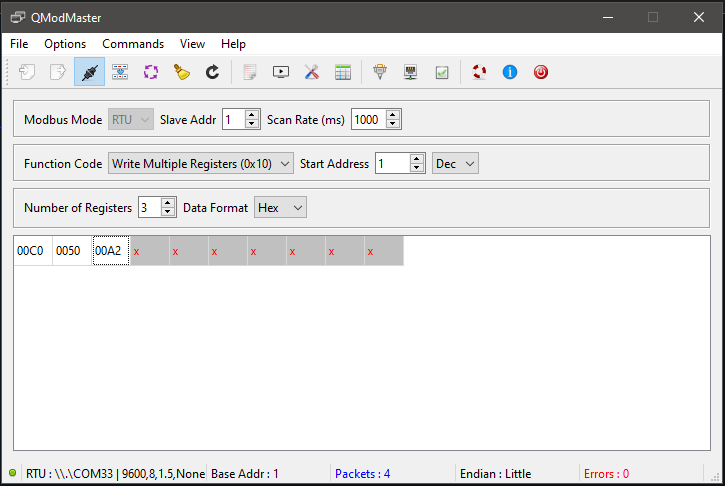 QModMaster
File Options Commands View Help
Modbus Mode RTU Slave Addr 1 Scan Rate (ms) 1000
Function Code Write Multiple Registers (0x10) Start Address 1 Dec
Number of Registers 3 Data Format Hex
00C0 0050 00A2 x x x x x x x
RTU : \\.\COM33 | 9600,8,1.5,None Base Addr : 1 Packets : 4 Endian : Little Errors : 0